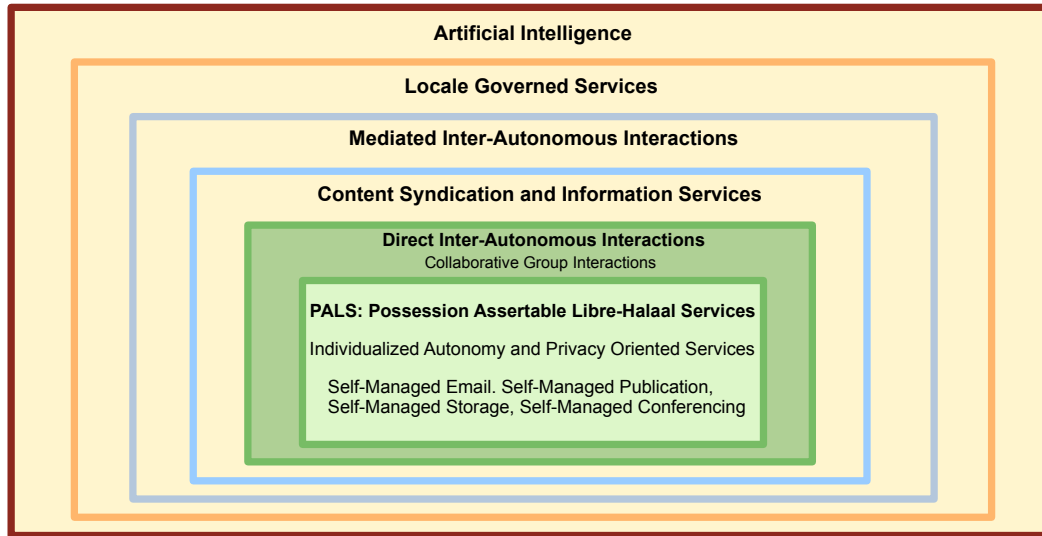 Artificial Intelligence
Locale Governed Services
Mediated Inter-Autonomous Interactions
Content Syndication and Information Services
Direct Inter-Autonomous Interactions
Collaborative Group Interactions
PALS: Possession Assertable Libre-Halaal Services
Individualized Autonomy and Privacy Oriented Services
Self-Managed Email. Self-Managed Publication,
Self-Managed Storage, Self-Managed Conferencing